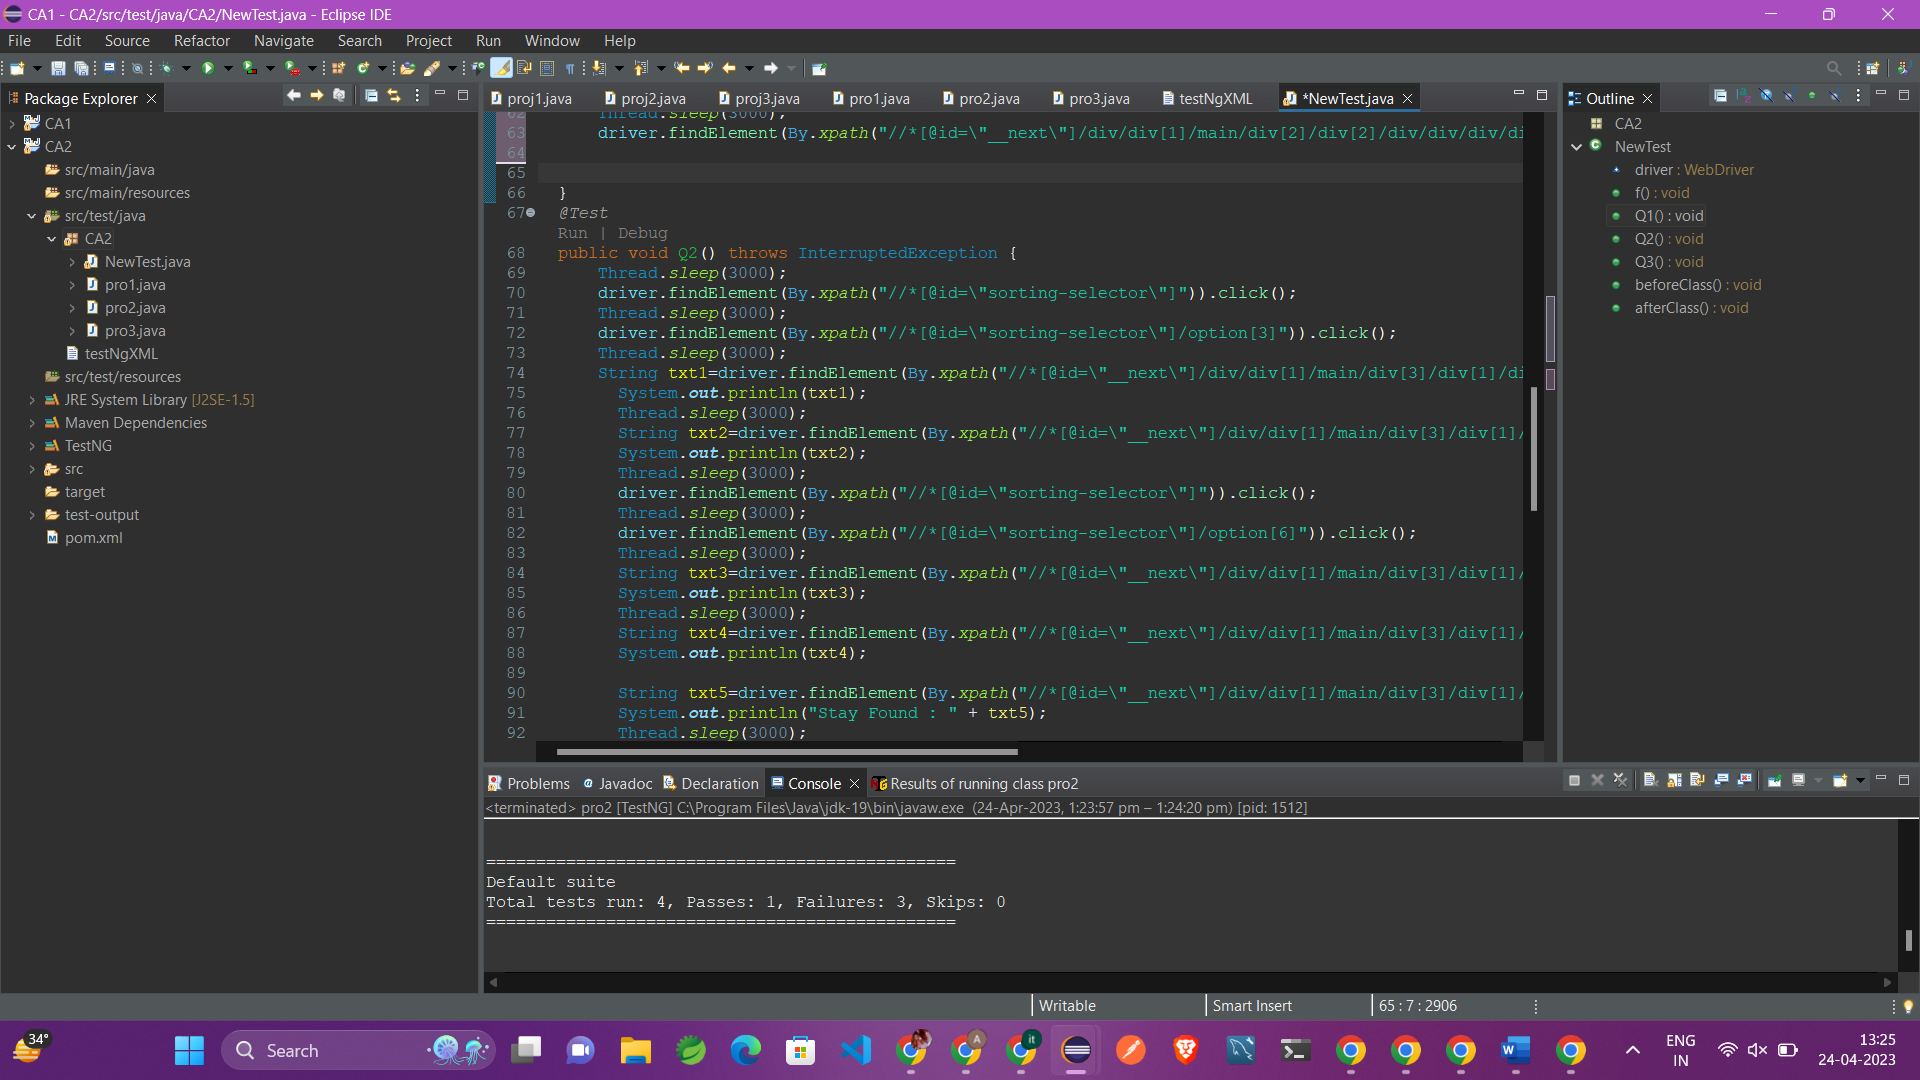 CA1 - CA2/src/test/java/CA2/NewTest.java - Eclipse IDE
File Edit Source Refactor Navigate Search Project Run Window Help
Package Explorer
CA1
CA2
src/main/java
src/main/resources
src/test/java
CA2
NewTest.java
pro1.java
pro2.java
pro3.java
testNgXML
src/test/resources
JRE System Library [J2SE-1.5]
Maven Dependencies
TestNG
src
target
test-output
pom.xml
proj1.java proj2.java proj3.java pro1.java pro2.java pro3.java testNgXML *NewTest.java
62 Thread.sleep(3000);
63 driver.findElement(By.xpath("//*[@id=\"__next\"]/div/div[1]/main/div[2]/div[2]/div/div/div/di
64
65
66 }
67 @Test
Run | Debug
68 public void Q2() throws InterruptedException {
69 Thread.sleep(3000);
70 driver.findElement(By.xpath("//*[@id=\"sorting-selector\"]")).click();
71 Thread.sleep(3000);
72 driver.findElement(By.xpath("//*[@id=\"sorting-selector\"]/option[3]")).click();
73 Thread.sleep(3000);
74 String txt1=driver.findElement(By.xpath("//*[@id=\"__next\"]/div/div[1]/main/div[3]/div[1]/di
75 System.out.println(txt1);
76 Thread.sleep(3000);
77 String txt2=driver.findElement(By.xpath("//*[@id=\"__next\"]/div/div[1]/main/div[3]/div[1]/
78 System.out.println(txt2);
79 Thread.sleep(3000);
80 driver.findElement(By.xpath("//*[@id=\"sorting-selector\"]")).click();
81 Thread.sleep(3000);
82 driver.findElement(By.xpath("//*[@id=\"sorting-selector\"]/option[6]")).click();
83 Thread.sleep(3000);
84 String txt3=driver.findElement(By.xpath("//*[@id=\"__next\"]/div/div[1]/main/div[3]/div[1]/
85 System.out.println(txt3);
86 Thread.sleep(3000);
87 String txt4=driver.findElement(By.xpath("//*[@id=\"__next\"]/div/div[1]/main/div[3]/div[1]/
88 System.out.println(txt4);
89
90 String txt5=driver.findElement(By.xpath("//*[@id=\"__next\"]/div/div[1]/main/div[3]/div[1]/
91 System.out.println("Stay Found : " + txt5);
92 Thread.sleep(3000);
Outline
CA2
NewTest
driver : WebDriver
f() : void
Q1() : void
Q2() : void
Q3() : void
beforeClass() : void
afterClass() : void
Problems Javadoc Declaration Console Results of running class pro2
<terminated> pro2 [TestNG] C:\Program Files\Java\jdk-19\bin\javaw.exe (24-Apr-2023, 1:23:57 pm – 1:24:20 pm) [pid: 1512]
===============================================
Default suite
Total tests run: 4, Passes: 1, Failures: 3, Skips: 0
===============================================
Writable Smart Insert 65 : 7 : 2906
34° Search ENG IN 13:25
24-04-2023